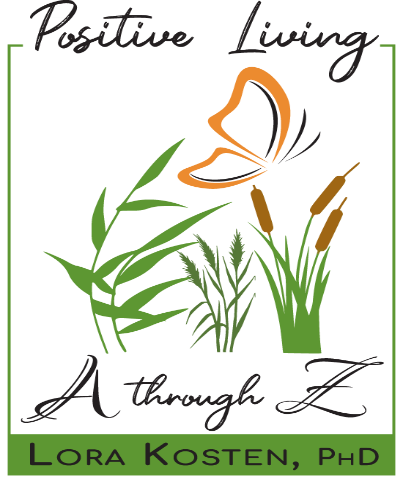 Positive Living
A through Z
LORA KOSTEN, PHD